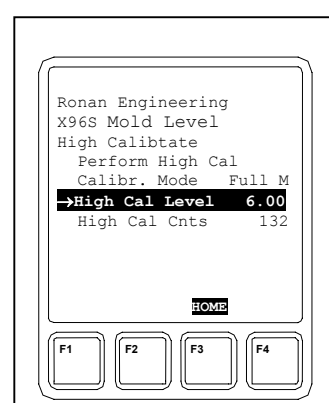 Ronan Engineering
X96S Mold Level
High Calibtate
Perform High Cal
Calibr. Mode Full M
→High Cal Level 6.00
High Cal Cnts 132
HOME
F1 F2 F3 F4